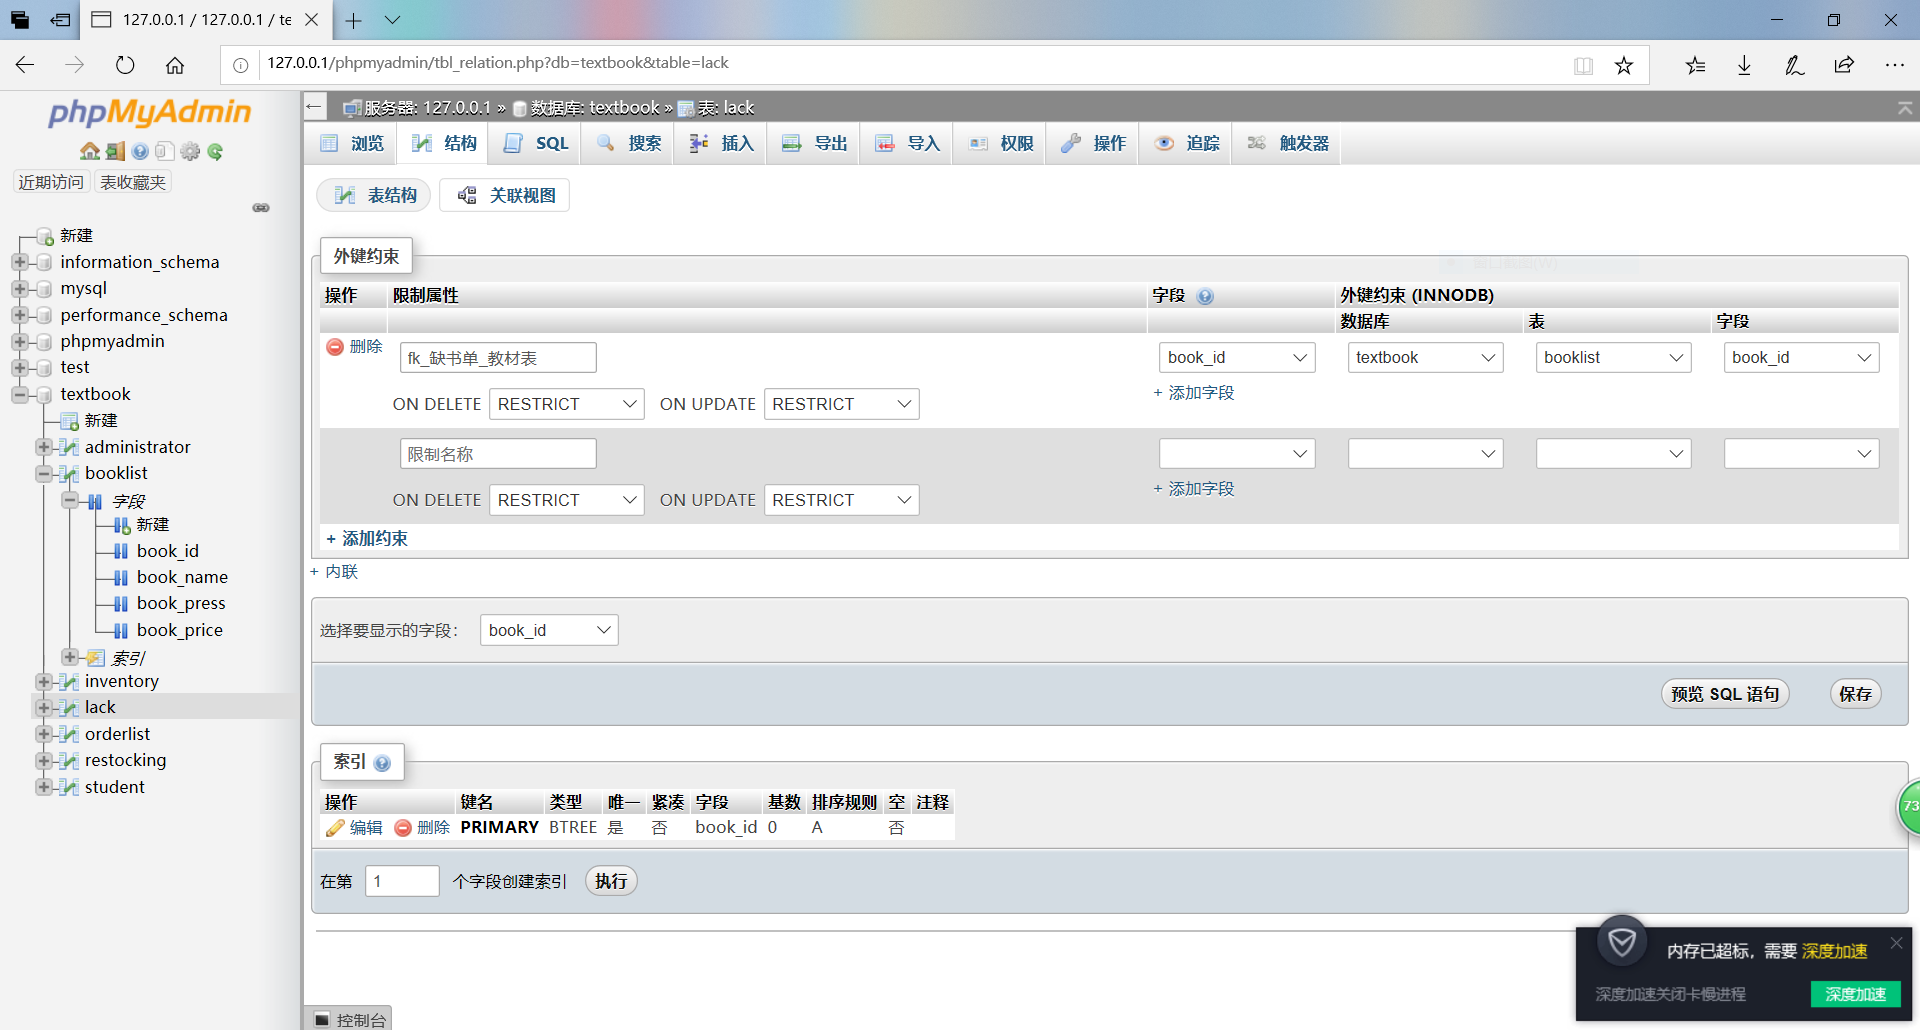 127.0.0.1 / 127.0.0.1 / te
127.0.0.1/phpmyadmin/tbl_relation.php?db=textbook&table=lack
phpMyAdmin
近期访问 表收藏夹
新建
information_schema
mysql
performance_schema
phpmyadmin
test
textbook
新建
administrator
booklist
字段
新建
book_id
book_name
book_press
book_price
索引
inventory
lack
orderlist
restocking
student
服务器: 127.0.0.1 » 数据库: textbook » 表: lack
浏览 结构 SQL 搜索 插入 导出 导入 权限 操作 追踪 触发器
表结构 关联视图
外键约束
操作 限制属性 字段 外键约束 (INNODB)
数据库 表 字段
删除 fk_缺书单_教材表 book_id textbook booklist book_id
+ 添加字段
ON DELETE RESTRICT ON UPDATE RESTRICT
限制名称
+ 添加字段
ON DELETE RESTRICT ON UPDATE RESTRICT
+ 添加约束
+ 内联
选择要显示的字段： book_id
预览 SQL 语句 保存
索引
操作 键名 类型 唯一 紧凑 字段 基数 排序规则 空 注释
编辑 删除 PRIMARY BTREE 是 否 book_id 0 A 否
在第 1 个字段创建索引 执行
控制台
73
内存已超标，需要 深度加速
深度加速关闭卡慢进程 深度加速